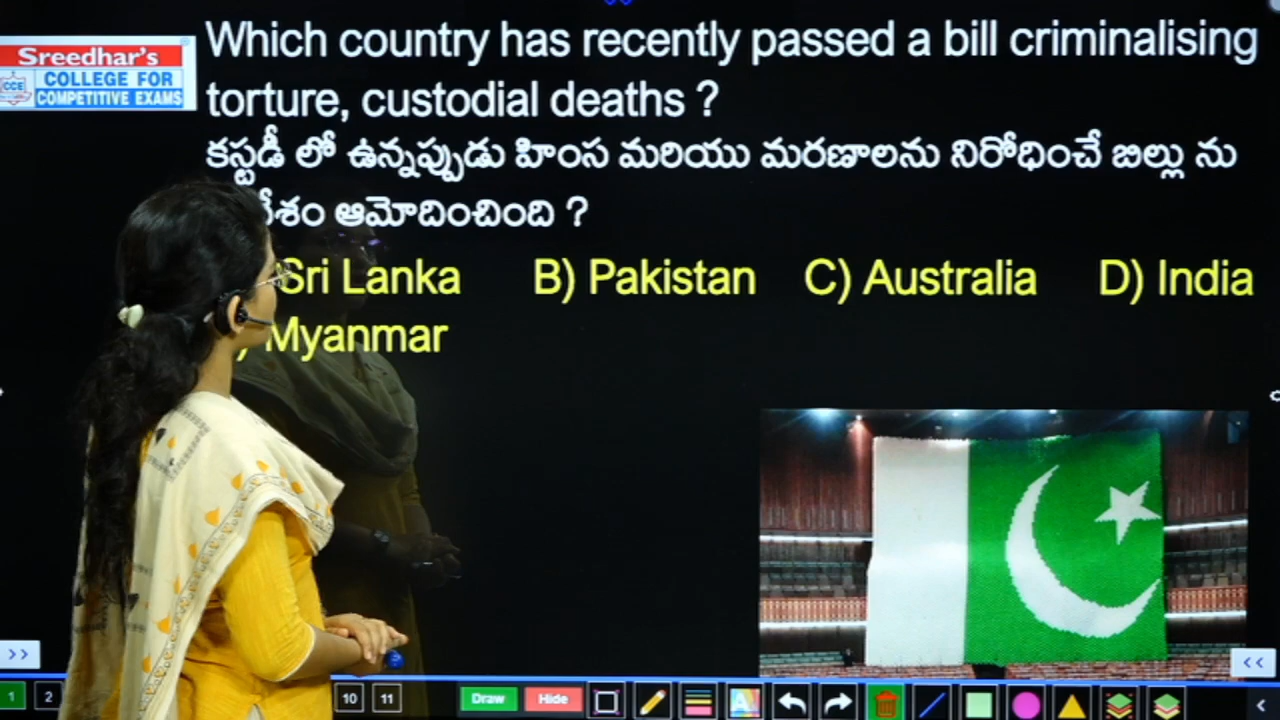 Which country has recently passed a bill criminalising
Sreedhar's
COLLEGE FOR
CCE
COMPETITIVE EXAMS
torture, custodial deaths ?
కస్టడీ లో ఉన్నప్పుడు హింస మరియు మరణాలను నిరోధించే బిల్లు ను
ఆమోదించింది ?
Sri Lanka B) Pakistan C) Australia D) India
Myanmar
>> <<
1 2 10 11 Draw Hide